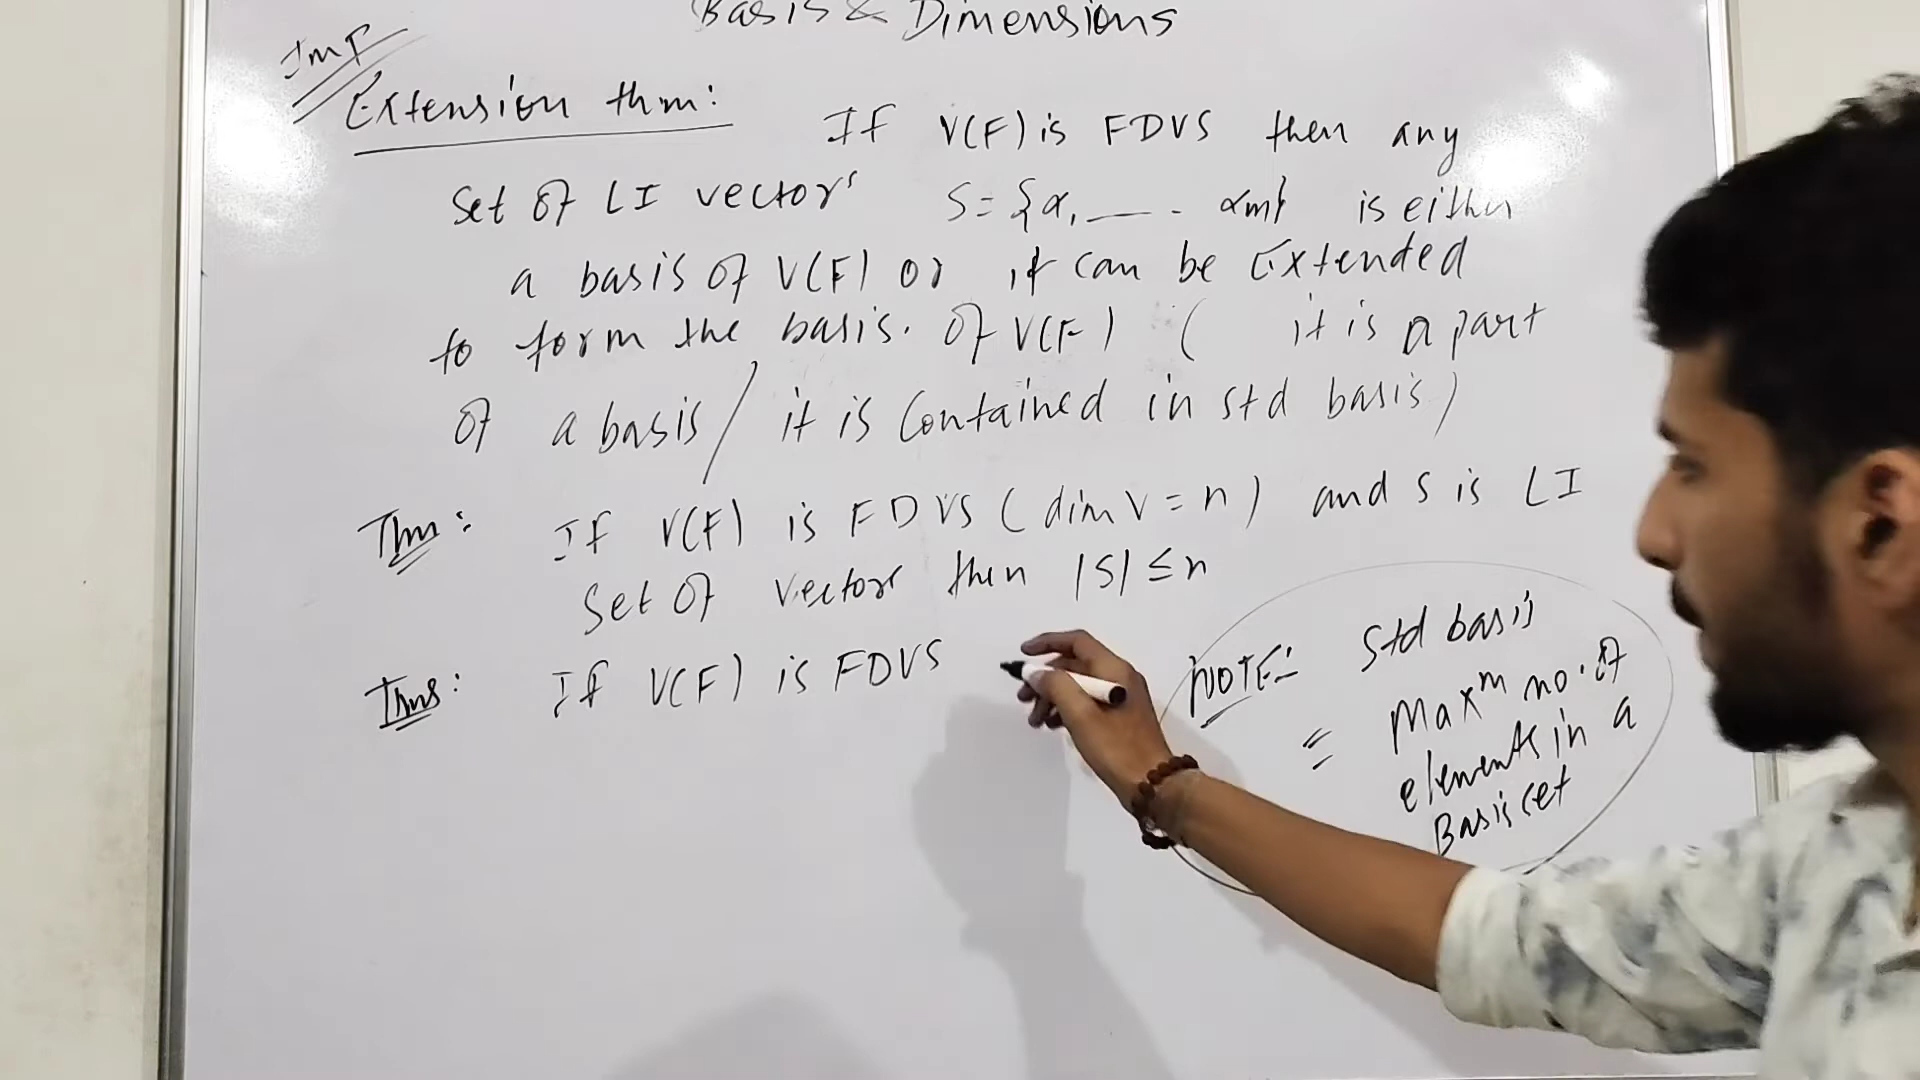 Basis & Dimensions
Imp
Extension thm: If V(F) is FDVS then any
set of LI vectors S = {α₁ —— - αm} is either
a basis of V(F) or it can be Extended
to form the basis. of V(F) ( it is a part
of a basis / it is contained in std basis)
Thm: If V(F) is FDVS (dim V = n) and S is LI
set of vectors then |S| ≤ n
Thm: If V(F) is FDVS
NOTE: std basis
= Maxᵐ no. of
elements in a
Basis set